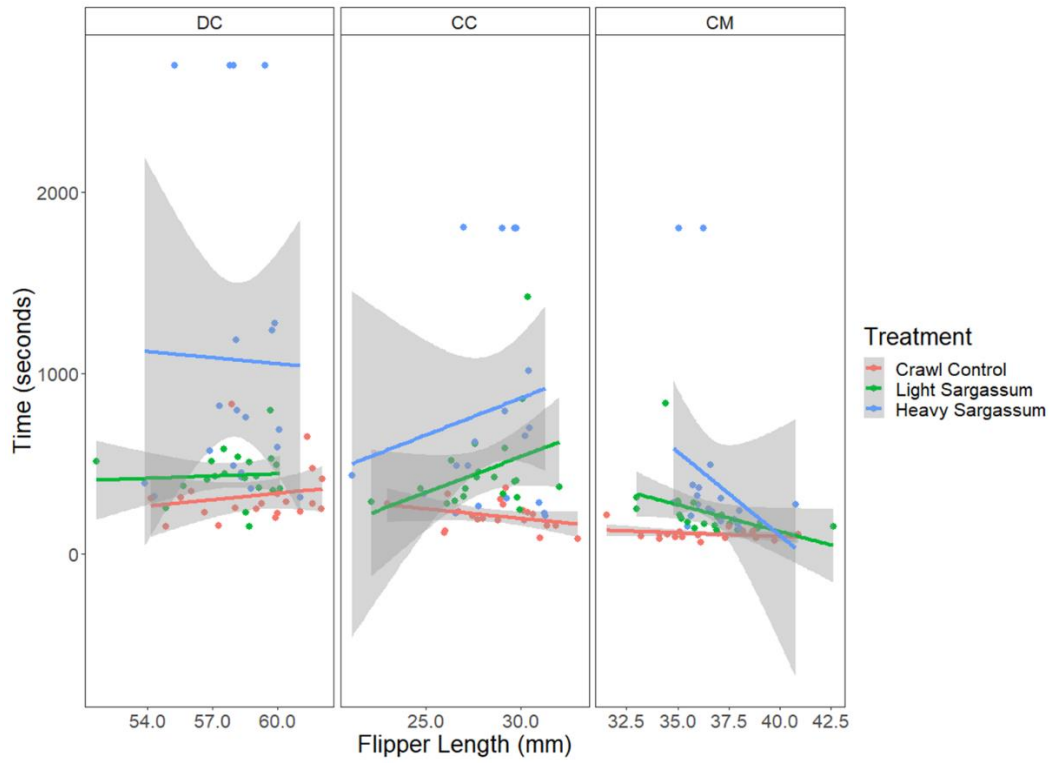 DC CC CM
2000
1000
0
Time (seconds)
54.0 57.0 60.0 25.0 30.0 32.5 35.0 37.5 40.0 42.5
Flipper Length (mm)
Treatment
Crawl Control
Light Sargassum
Heavy Sargassum